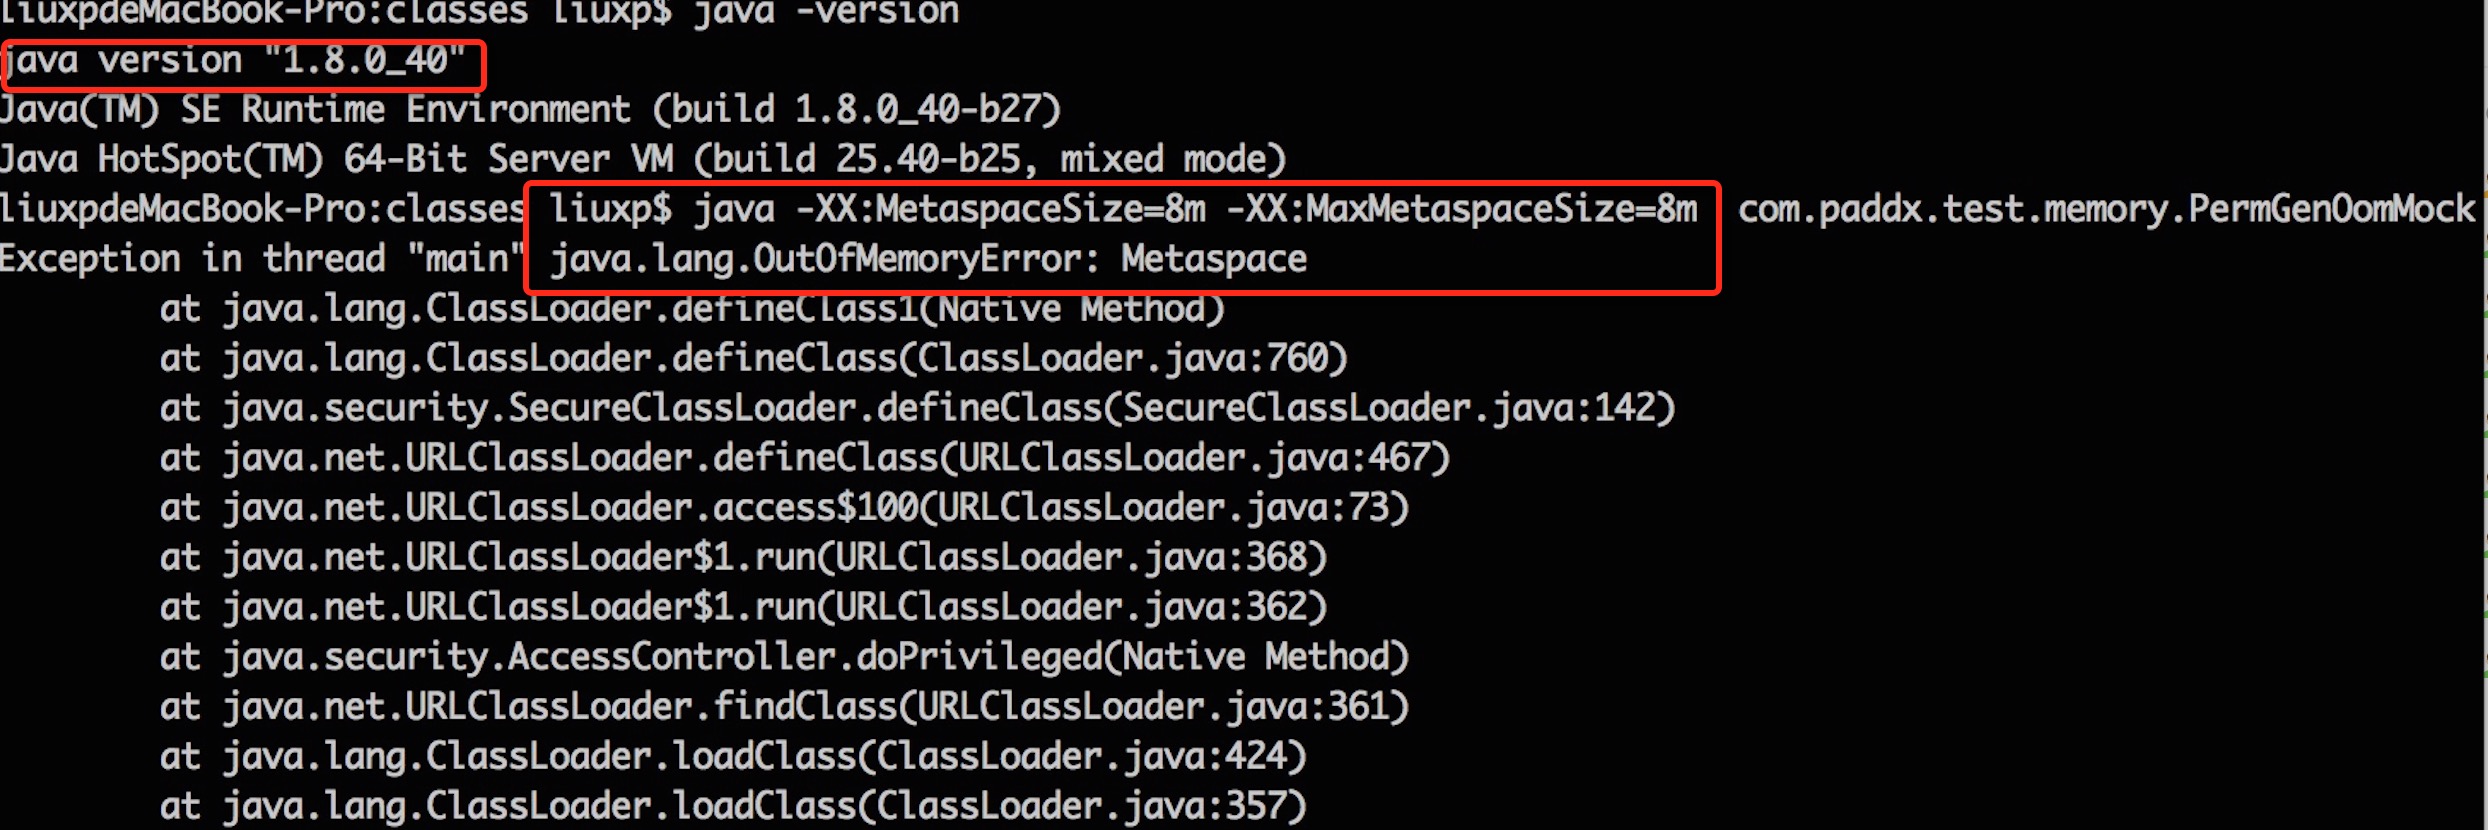 liuxpdeMacBook-Pro:classes liuxp$ java -version
java version "1.8.0_40"
Java(TM) SE Runtime Environment (build 1.8.0_40-b27)
Java HotSpot(TM) 64-Bit Server VM (build 25.40-b25, mixed mode)
liuxpdeMacBook-Pro:classes liuxp$ java -XX:MetaspaceSize=8m -XX:MaxMetaspaceSize=8m com.paddx.test.memory.PermGenOomMock
Exception in thread "main" java.lang.OutOfMemoryError: Metaspace
at java.lang.ClassLoader.defineClass1(Native Method)
at java.lang.ClassLoader.defineClass(ClassLoader.java:760)
at java.security.SecureClassLoader.defineClass(SecureClassLoader.java:142)
at java.net.URLClassLoader.defineClass(URLClassLoader.java:467)
at java.net.URLClassLoader.access$100(URLClassLoader.java:73)
at java.net.URLClassLoader$1.run(URLClassLoader.java:368)
at java.net.URLClassLoader$1.run(URLClassLoader.java:362)
at java.security.AccessController.doPrivileged(Native Method)
at java.net.URLClassLoader.findClass(URLClassLoader.java:361)
at java.lang.ClassLoader.loadClass(ClassLoader.java:424)
at java.lang.ClassLoader.loadClass(ClassLoader.java:357)